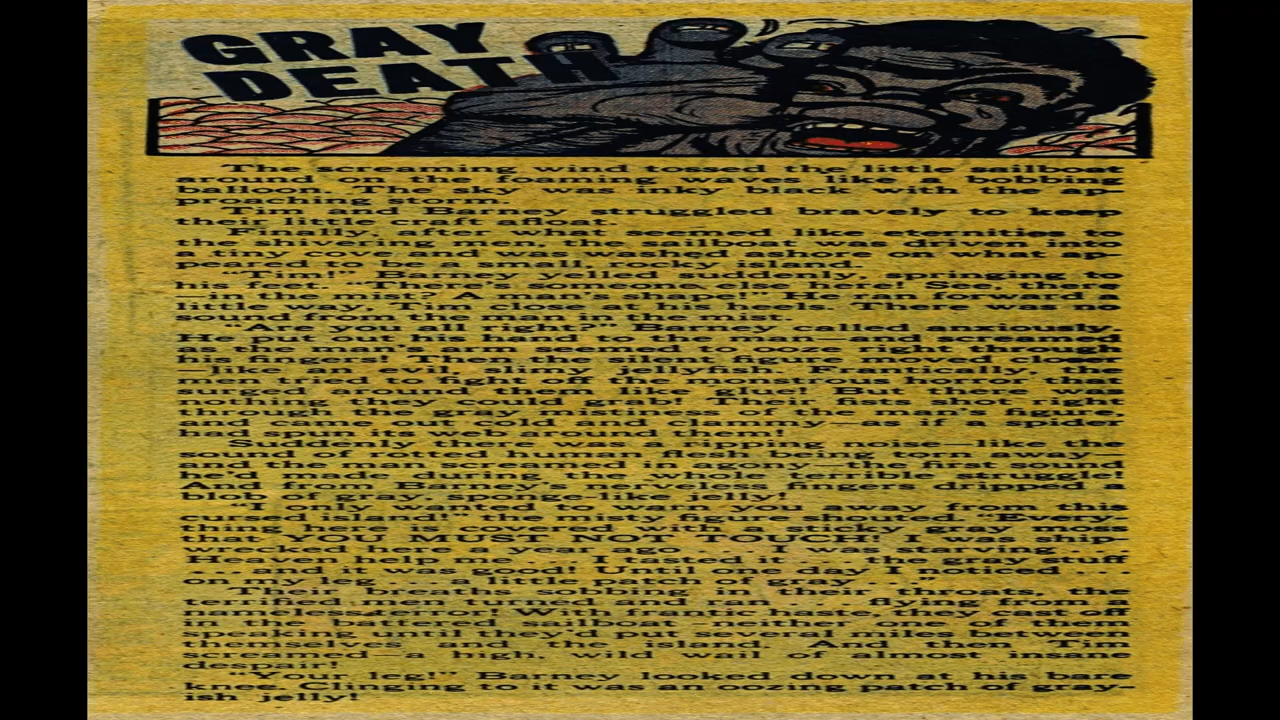 GRAY
DEATH
The screaming wind tossed the little sailboat
around on the foaming waves like a bobbing
balloon. The sky was inky black with the ap-
proaching storm.
Tim and Barney struggled bravely to keep
their little craft afloat.
Finally, after what seemed like eternities to
the shivering men, the sailboat was driven into
a tiny cove and was washed ashore on what ap-
peared to be a small, rocky island.
"Tim!" Barney yelled suddenly, springing to
his feet. "There's someone else here! See, there
—in the mist? A man's shape!" He ran forward a
little way, Tim close at his heels. There was no
sound from the man in the mist.
"Are you all right?" Barney called anxiously.
He put out his hand to the man—and screamed
as the man's arm seemed to ooze right through
his fingers! Then the silent figure moved close
—like an evil, slimy jellyfish. Frantically, the
men tried to fight off the monstrous horror that
surged around them like glue! But there was
nothing they could grab! Their fists shot right
through the gray mistiness of the man's figure,
and came out cold and clammy—as if a spider
had spun its web around them!
Suddenly there was a ripping noise—like the
sound of rotted human flesh being torn away—
and the man screamed in agony—the first sound
he'd made during the whole terrible struggle!
And from Barney's nerveless fingers dripped a
blob of gray, sponge-like jelly!
"I only wanted to warn you away from this
cursed island!" the misty figure shouted. "Every-
thing here is covered with a sticky gray moss
that YOU MUST NOT TOUCH! I was ship-
wrecked here a year ago . . . I was starving . . .
Heaven help me . . . I tasted it . . . the gray stuff
. . . and it was good! Until one day I noticed . . .
on my leg . . . a little patch of gray . . ."
Their breaths sobbing in their throats, the
terrified men turned and ran . . . flying from a
nameless terror! With frantic haste, they cast off
in the battered sailboat, neither one of them
speaking until they'd put several miles between
themselves and the island. And then Tim
screamed—a high, wild wail of almost insane
despair!
"Your leg!" Barney looked down at his bare
knee. Clinging to it was an oozing patch of gray-
ish jelly!